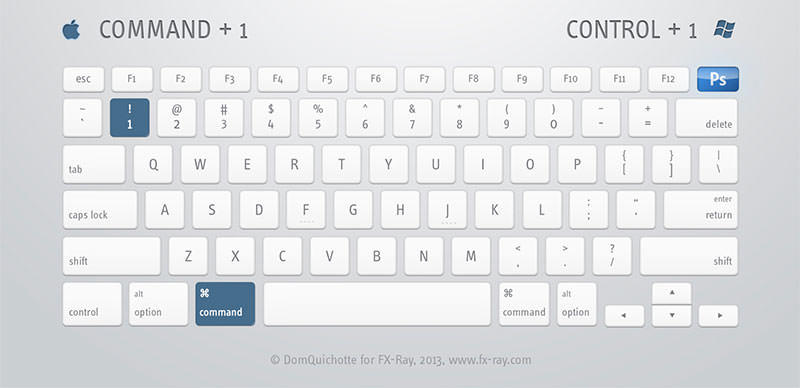 COMMAND + 1
CONTROL + 1
esc F1 F2 F3 F4 F5 F6 F7 F8 F9 F10 F11 F12 Ps
~ ! @ # $ % ^ & * ( ) - +
` 1 2 3 4 5 6 7 8 9 0 - = delete
tab Q W E R T Y U I O P { } |
[ ] \
caps lock A S D F G H J K L : " enter
; . return
shift Z X C V B N M < > ? shift
, . /
alt ⌘ ⌘ alt ▲
control option command command option ◄ ▼ ►
© DomQuichotte for FX-Ray, 2013, www.fx-ray.com